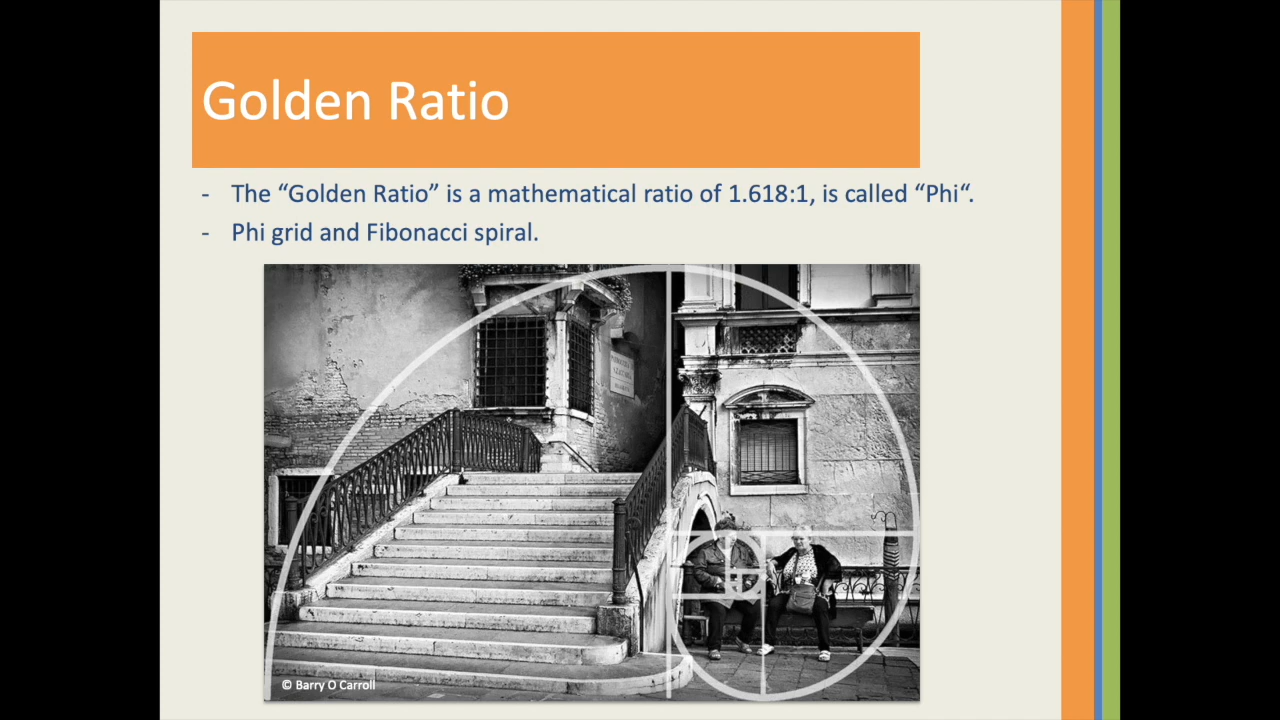 Golden Ratio
- The “Golden Ratio” is a mathematical ratio of 1.618:1, is called “Phi“.
- Phi grid and Fibonacci spiral.
© Barry O Carroll